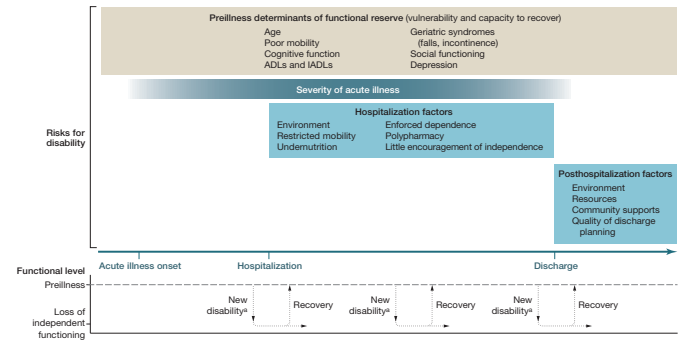 Preillness determinants of functional reserve (vulnerability and capacity to recover)
Age
Poor mobility
Cognitive function
ADLs and IADLs
Geriatric syndromes
(falls, incontinence)
Social functioning
Depression
Severity of acute illness
Hospitalization factors
Environment
Restricted mobility
Undernutrition
Enforced dependence
Polypharmacy
Little encouragement of independence
Risks for
disability
Posthospitalization factors
Environment
Resources
Community supports
Quality of discharge
planning
Acute illness onset
Hospitalization
Discharge
Functional level
Preillness
Loss of
independent
functioning
New
disabilityᵃ
Recovery
New
disabilityᵃ
Recovery
New
disabilityᵃ
Recovery